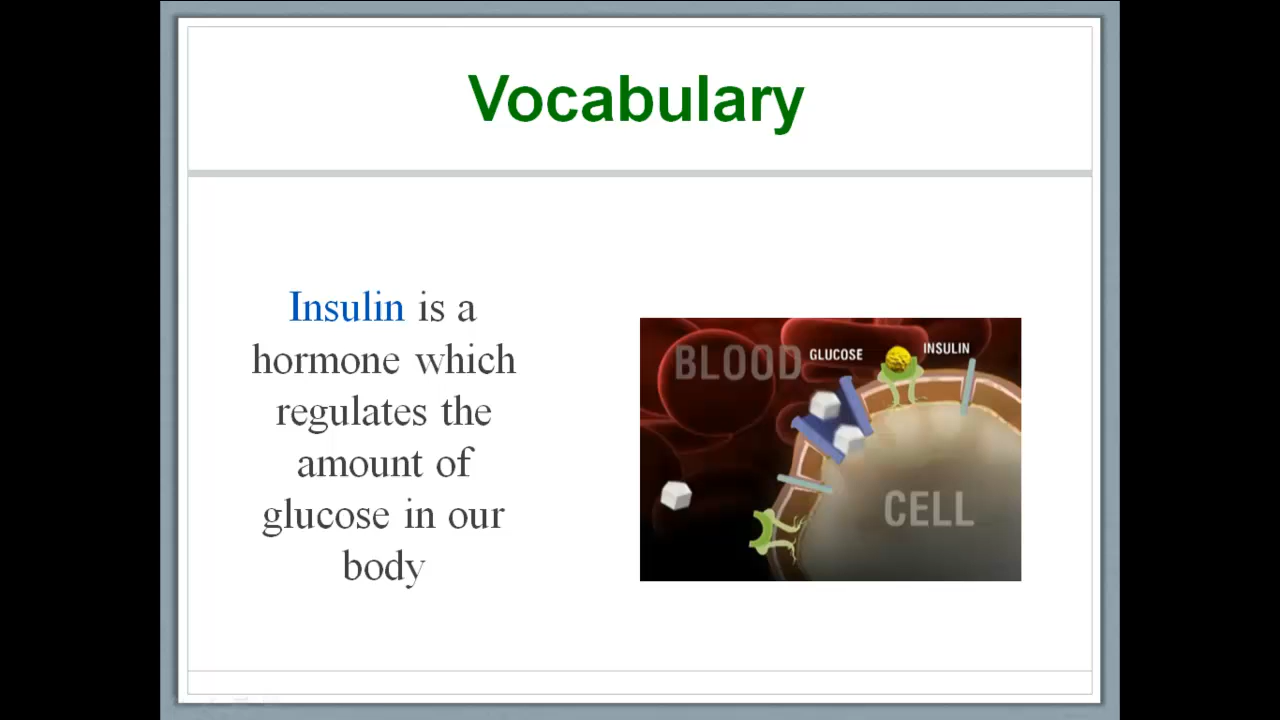 Vocabulary
Insulin is a
hormone which
regulates the
amount of
glucose in our
body
BLOOD
GLUCOSE
INSULIN
CELL